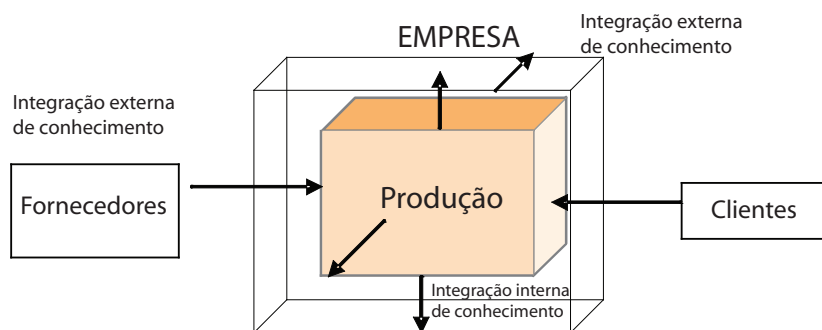 EMPRESA
Integração externa
de conhecimento
Integração externa
de conhecimento
Fornecedores
Produção
Clientes
Integração interna
de conhecimento